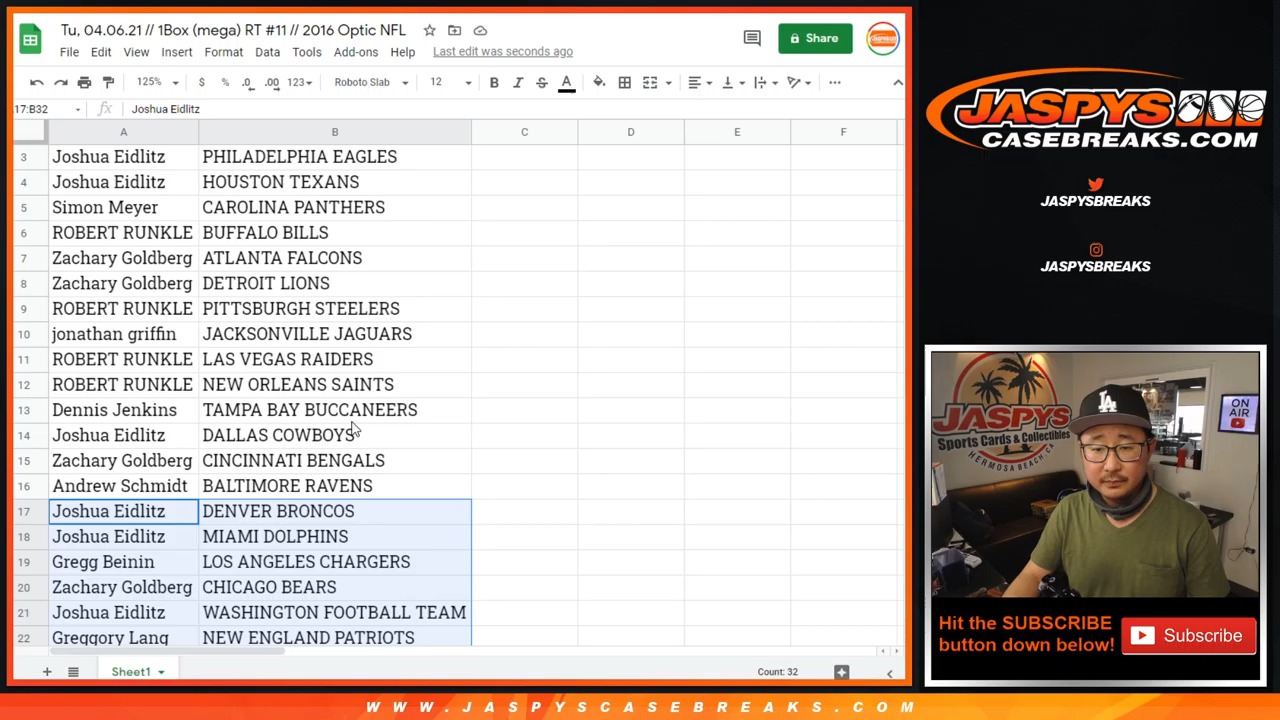 Tu, 04.06.21 // 1Box (mega) RT #11 // 2016 Optic NFL
File Edit View Insert Format Data Tools Add-ons Help Last edit was seconds ago
Share
125% $ % .0 .00 123 Roboto Slab 12 B I S A
17:B32 fx Joshua Eidlitz
A B C D E F
3 Joshua Eidlitz PHILADELPHIA EAGLES
4 Joshua Eidlitz HOUSTON TEXANS
5 Simon Meyer CAROLINA PANTHERS
6 ROBERT RUNKLE BUFFALO BILLS
7 Zachary Goldberg ATLANTA FALCONS
8 Zachary Goldberg DETROIT LIONS
9 ROBERT RUNKLE PITTSBURGH STEELERS
10 jonathan griffin JACKSONVILLE JAGUARS
11 ROBERT RUNKLE LAS VEGAS RAIDERS
12 ROBERT RUNKLE NEW ORLEANS SAINTS
13 Dennis Jenkins TAMPA BAY BUCCANEERS
14 Joshua Eidlitz DALLAS COWBOYS
15 Zachary Goldberg CINCINNATI BENGALS
16 Andrew Schmidt BALTIMORE RAVENS
17 Joshua Eidlitz DENVER BRONCOS
18 Joshua Eidlitz MIAMI DOLPHINS
19 Gregg Beinin LOS ANGELES CHARGERS
20 Zachary Goldberg CHICAGO BEARS
21 Joshua Eidlitz WASHINGTON FOOTBALL TEAM
22 Greggory Lang NEW ENGLAND PATRIOTS
Sheet1 Count: 32
JASPYS
CASEBREAKS.COM
JASPYSBREAKS
JASPYSBREAKS
JASPYS
Sports Cards & Collectibles
HERMOSA BEACH, CA
ON
AIR
LA
Hit the SUBSCRIBE
button down below!
Subscribe
WWW.JASPYSCASEBREAKS.COM